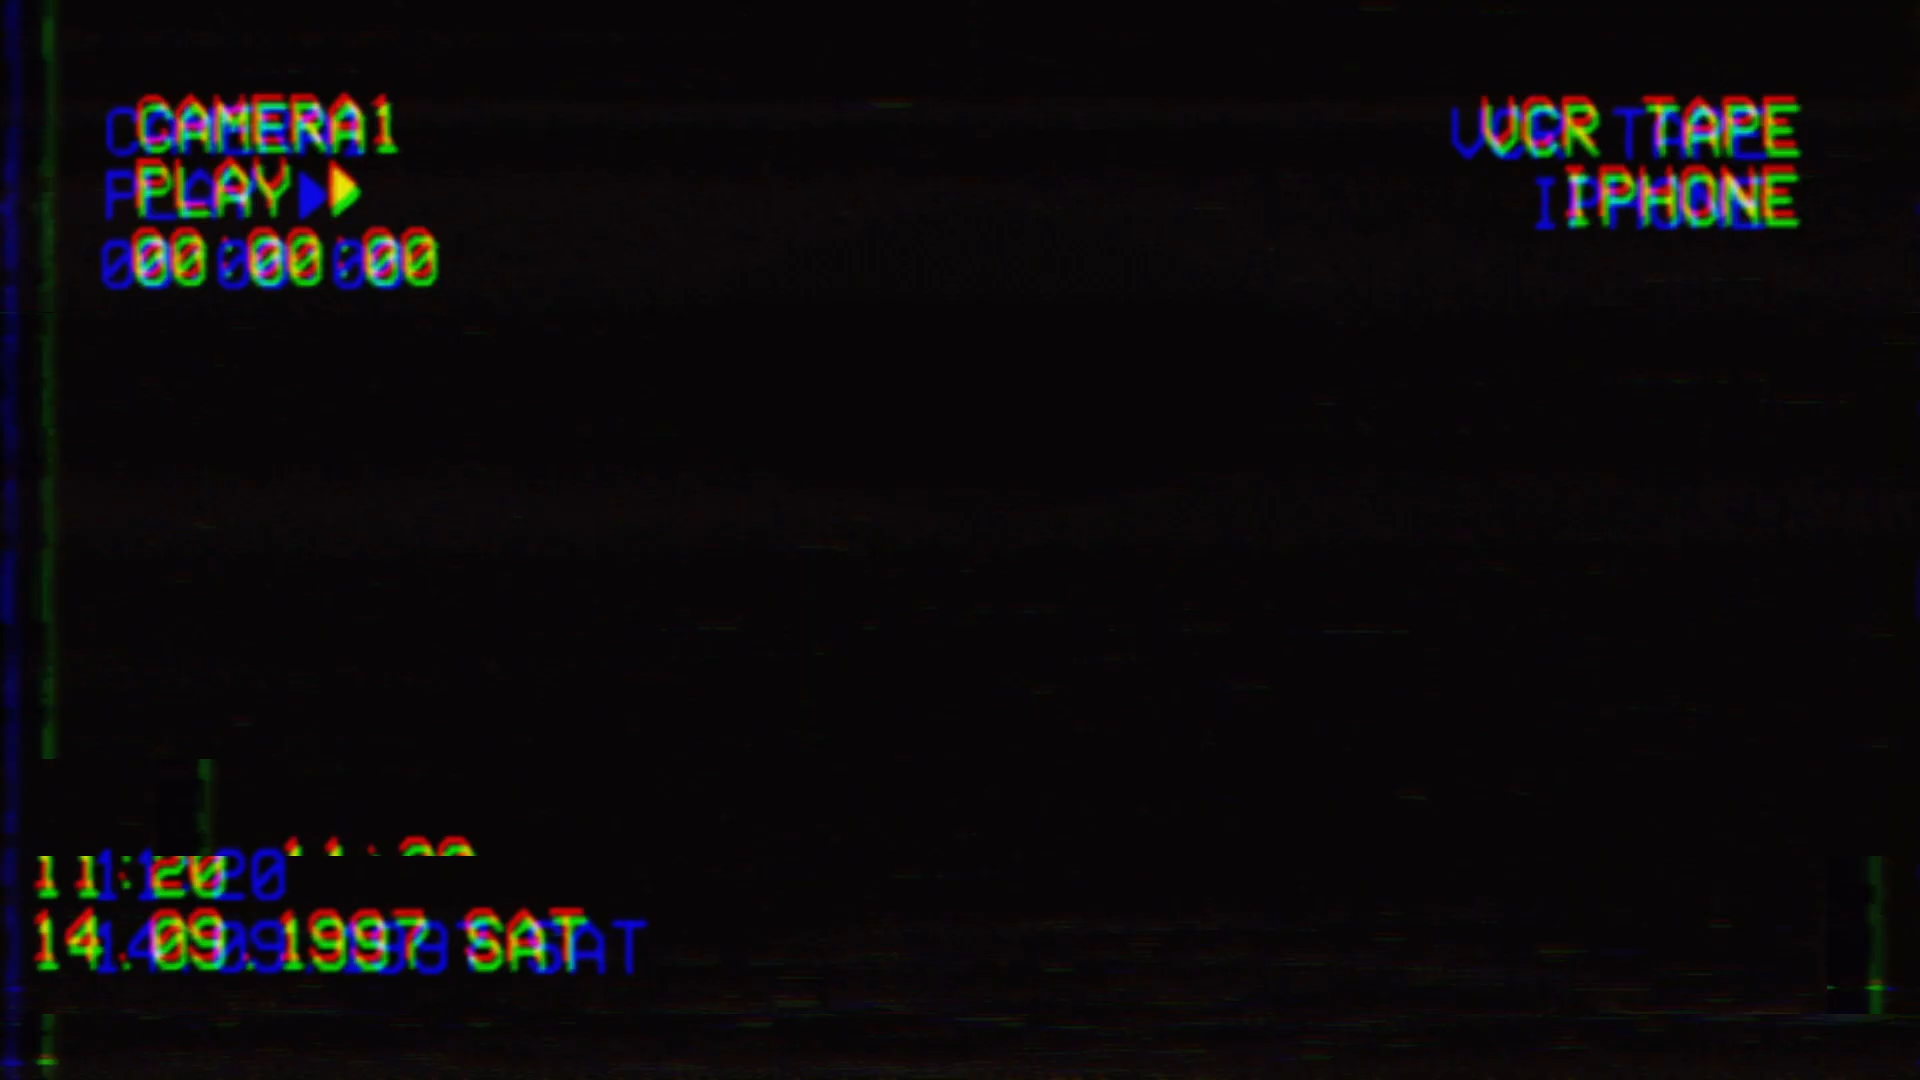 CAMERA1
PLAY
00:00:00
VCR TAPE
IPHONE
11:20
14.09.1997 SAT